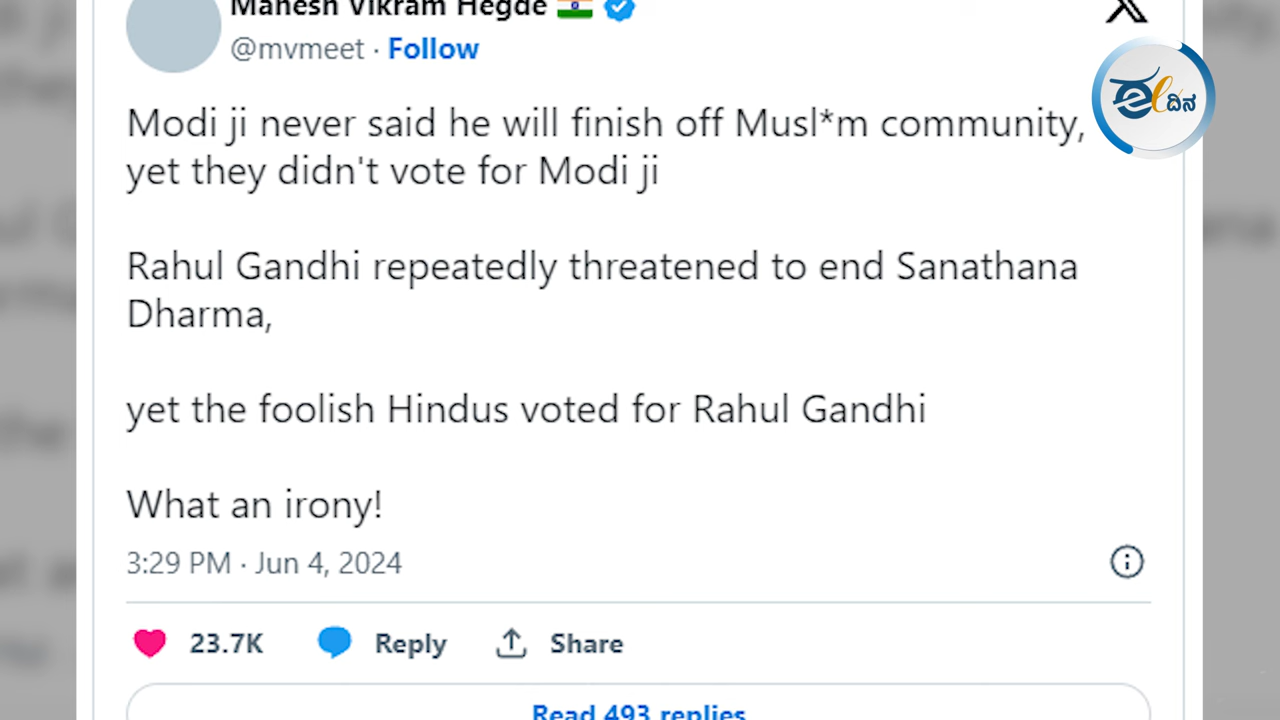 Mahesh Vikram Hegde
@mvmeet · Follow
Modi ji never said he will finish off Musl*m community,
yet they didn't vote for Modi ji
Rahul Gandhi repeatedly threatened to end Sanathana
Dharma,
yet the foolish Hindus voted for Rahul Gandhi
What an irony!
3:29 PM · Jun 4, 2024
23.7K Reply Share
Read 493 replies
ದಿನ